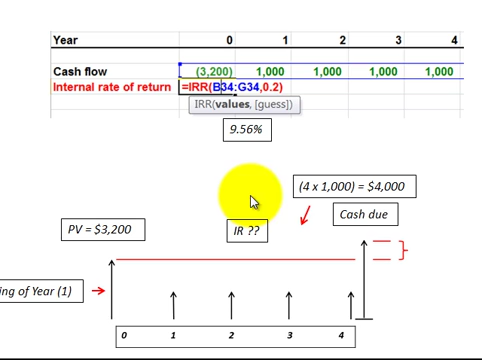 Year 0 1 2 3 4
Cash flow (3,200) 1,000 1,000 1,000 1,000
Internal rate of return =IRR(B34:G34,0.2)
IRR(values, [guess])
9.56%
(4 x 1,000) = $4,000
Cash due
PV = $3,200
IR ??
ing of Year (1)
0 1 2 3 4